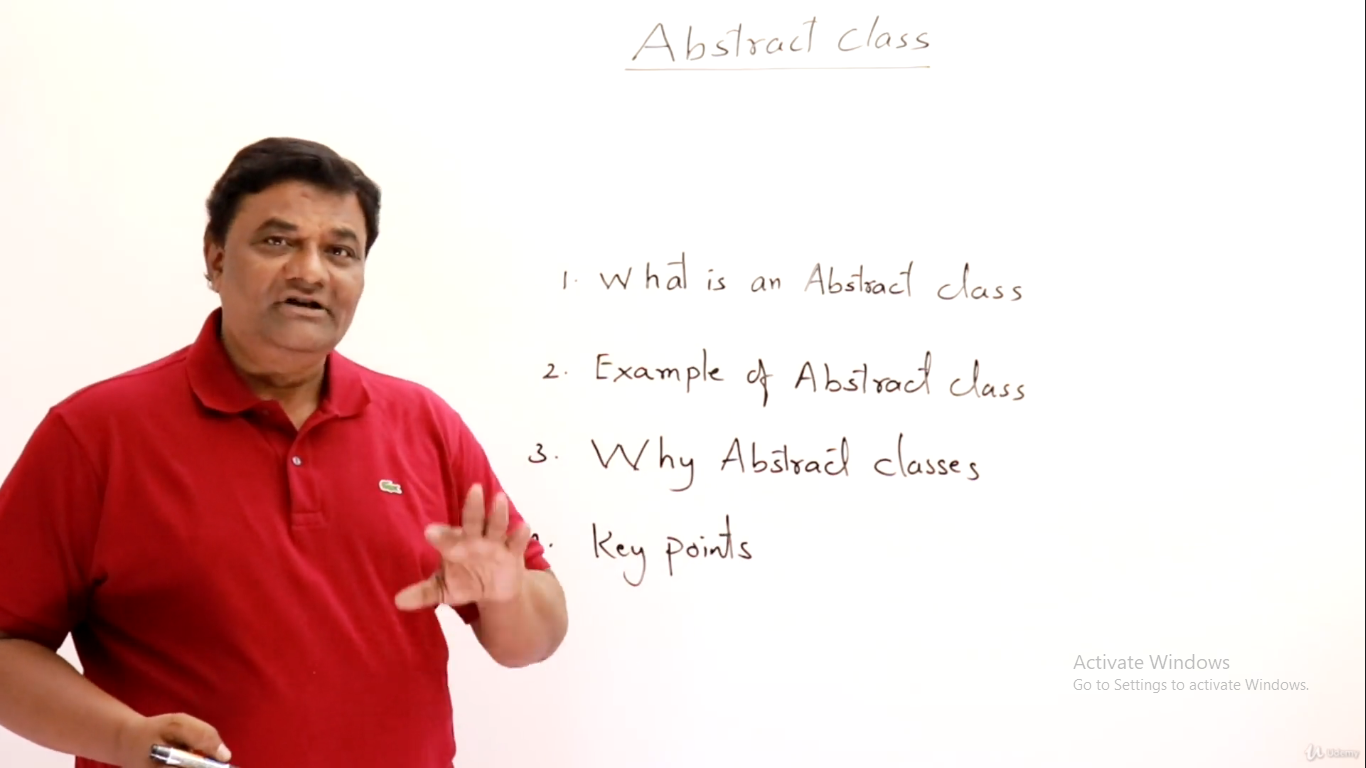 Abstract class
1. What is an Abstract class
2. Example of Abstract class
3. Why Abstract classes
Key points
Activate Windows
Go to Settings to activate Windows.
Udemy